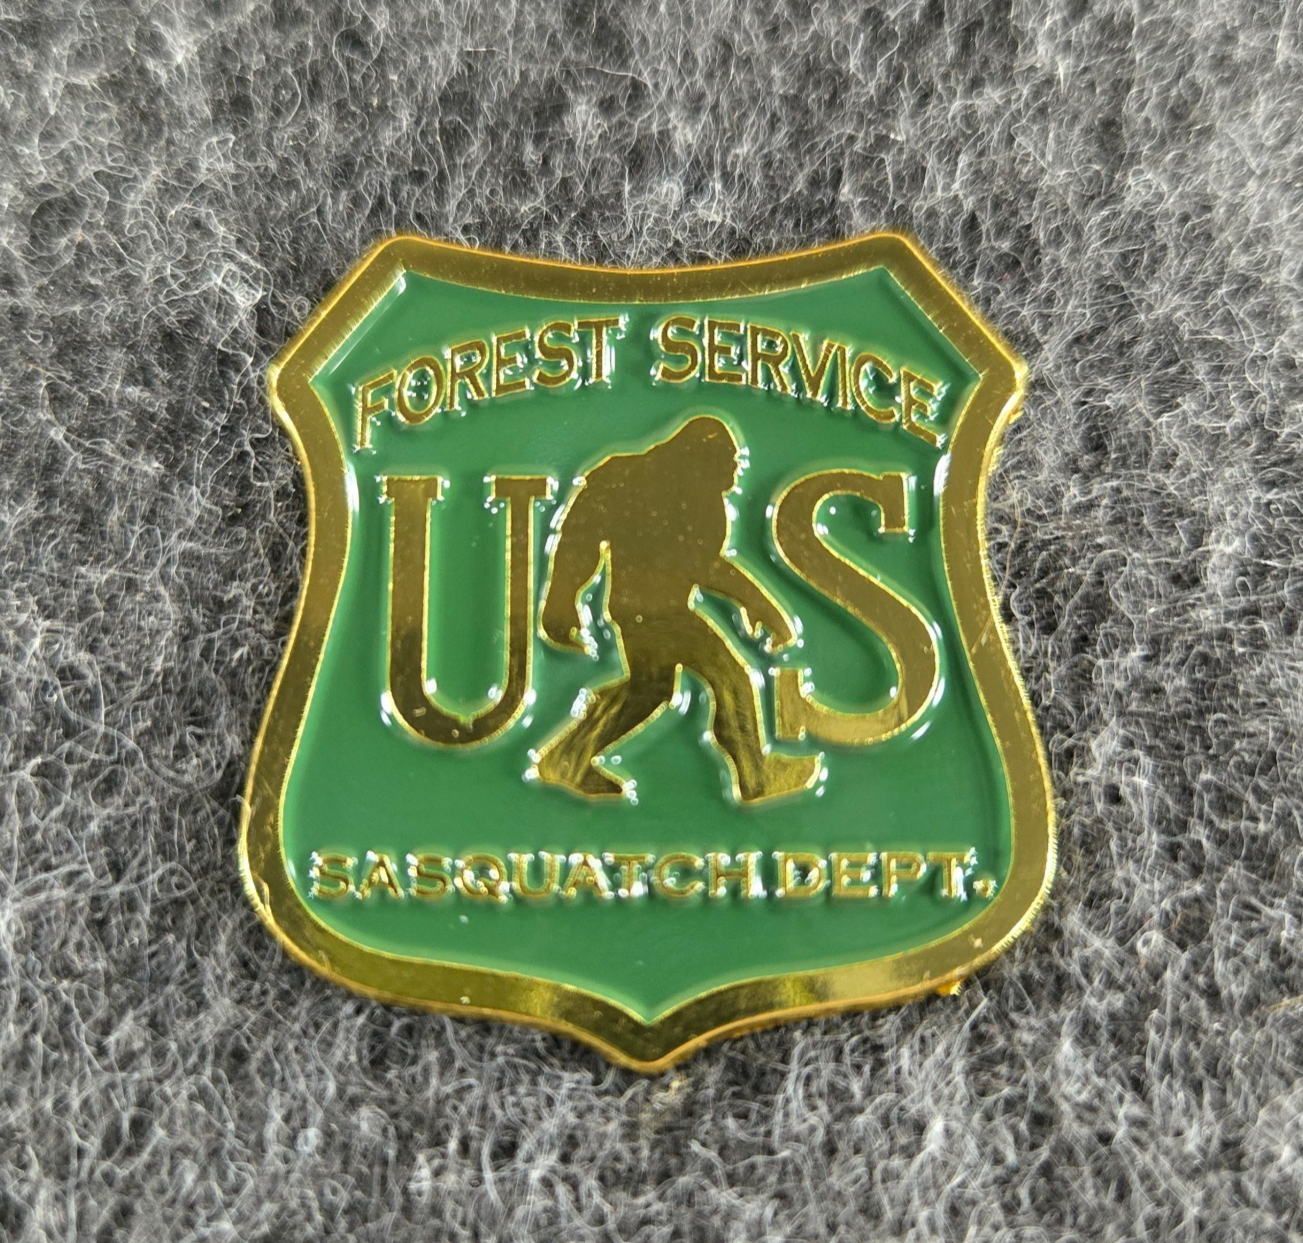 FOREST SERVICE
US
SASQUATCH DEPT.